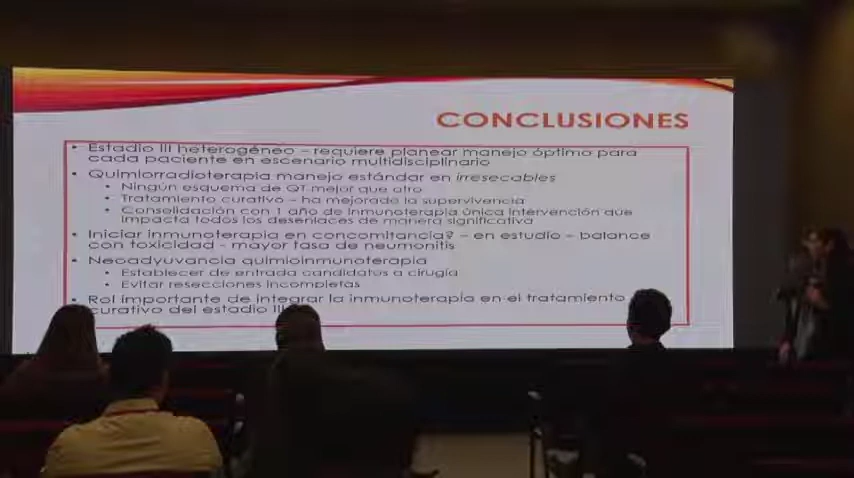 CONCLUSIONES
• Estadio III heterogéneo – requiere planear manejo óptimo para
cada paciente en escenario multidisciplinario
• Quimiorradioterapia manejo estándar en irresecables
• Ningún esquema de QT mejor que otro
• Tratamiento curativo – ha mejorado la supervivencia
• Consolidación con 1 año de inmunoterapia única intervención que
impacta todos los desenlaces de manera significativa
• Iniciar inmunoterapia en concomitancia? – en estudio – balance
con toxicidad - mayor tasa de neumonitis
• Neoadyuvancia quimioinmunoterapia
• Establecer de entrada candidatos a cirugía
• Evitar resecciones incompletas
• Rol importante de integrar la inmunoterapia en el tratamiento
curativo del estadio III